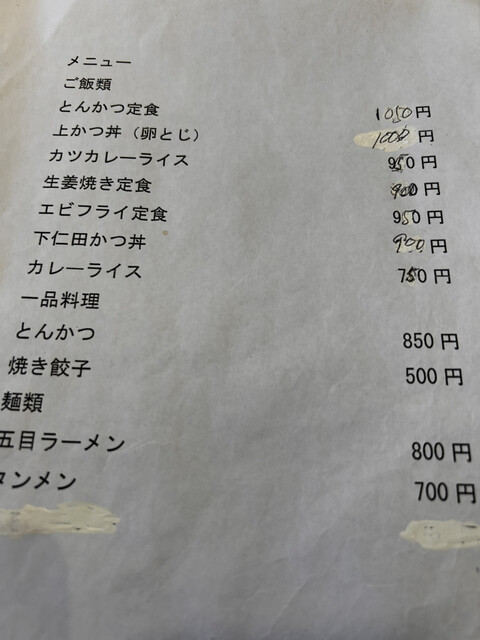 メニュー
ご飯類
とんかつ定食 1050円
上かつ丼（卵とじ） 1000円
カツカレーライス 950円
生姜焼き定食 900円
エビフライ定食 950円
下仁田かつ丼 900円
カレーライス 750円
一品料理
とんかつ 850円
焼き餃子 500円
麺類
五目ラーメン 800円
タンメン 700円